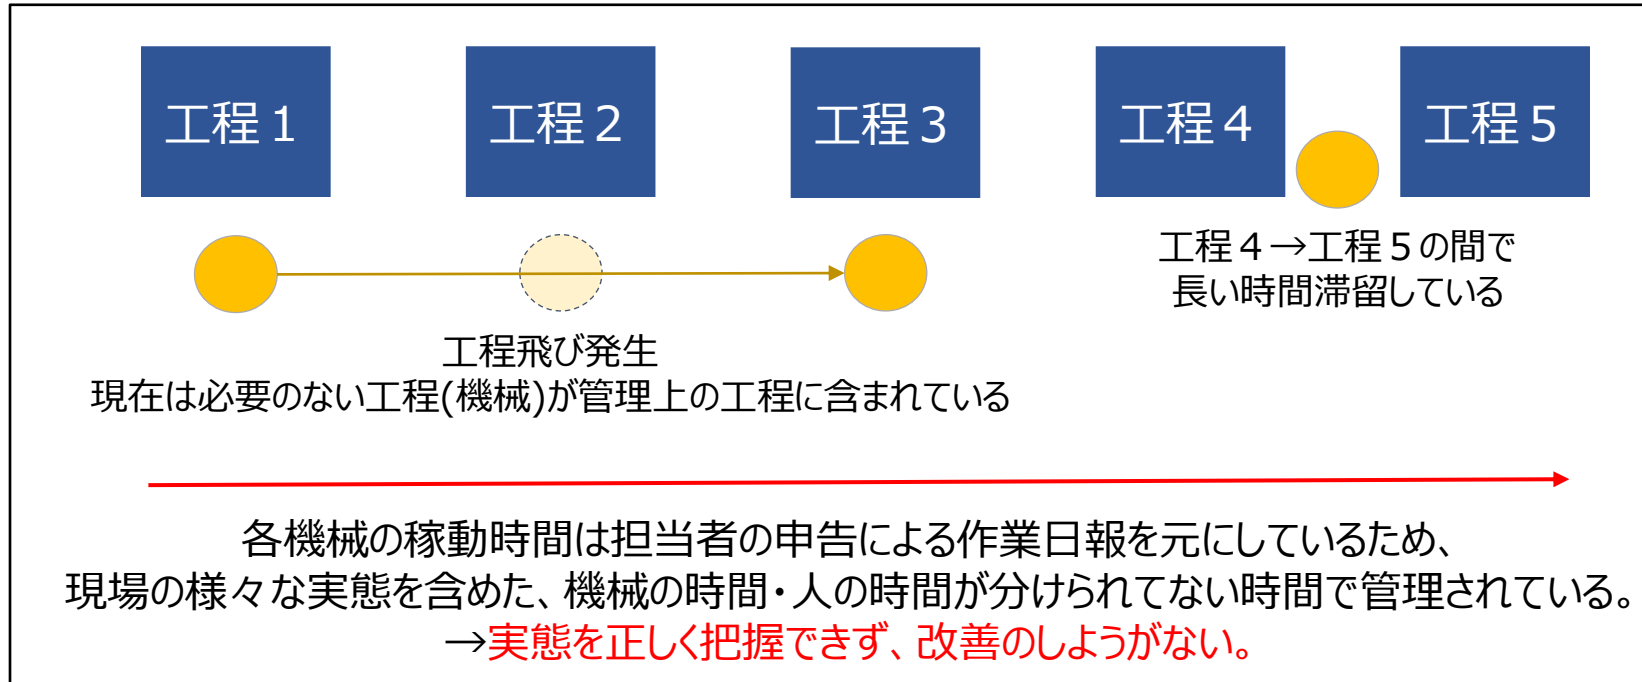 工程１
工程２
工程３
工程４
工程５
工程４→工程５の間で
長い時間滞留している
工程飛び発生
現在は必要のない工程(機械)が管理上の工程に含まれている
各機械の稼動時間は担当者の申告による作業日報を元にしているため、
現場の様々な実態を含めた、機械の時間・人の時間が分けられてない時間で管理されている。
→実態を正しく把握できず、改善のしようがない。